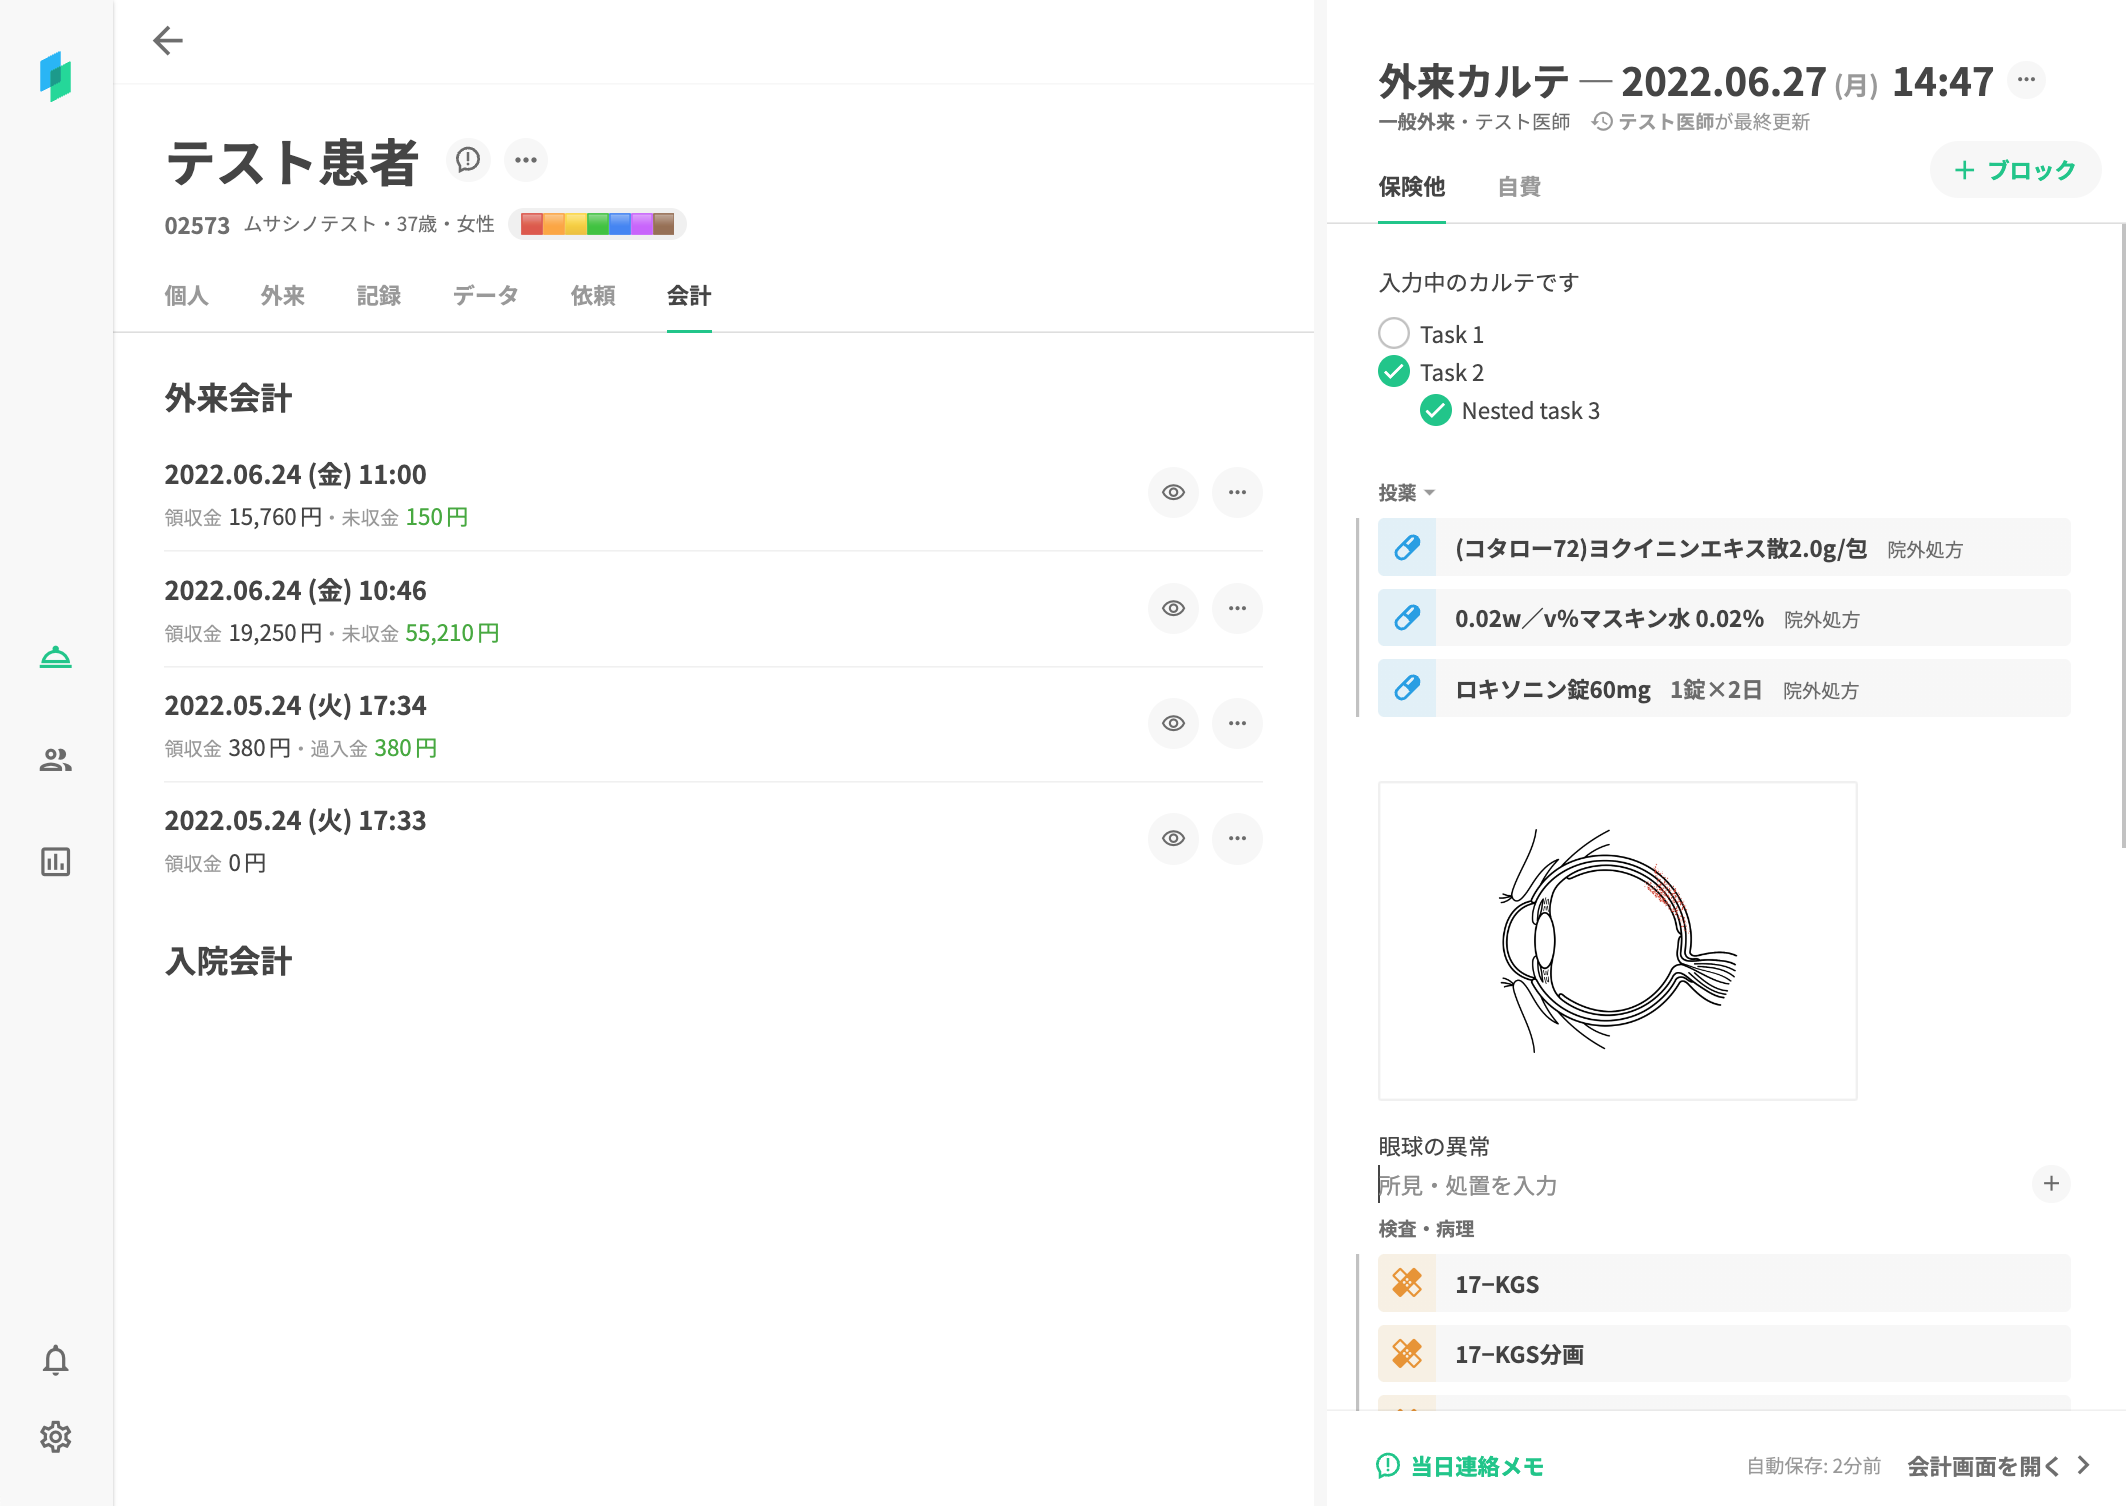 テスト患者
02573 ムサシノテスト・37歳・女性
個人 外来 記録 データ 依頼 会計
外来会計
2022.06.24 (金) 11:00
領収金 15,760円・未収金 150円
2022.06.24 (金) 10:46
領収金 19,250円・未収金 55,210円
2022.05.24 (火) 17:34
領収金 380円・過入金 380円
2022.05.24 (火) 17:33
領収金 0円
入院会計
外来カルテ — 2022.06.27 (月) 14:47
一般外来・テスト医師 テスト医師が最終更新
ブロック
保険他 自費
入力中のカルテです
Task 1
Task 2
Nested task 3
投薬
(コタロー72)ヨクイニンエキス散2.0g/包 院外処方
0.02w／v%マスキン水 0.02% 院外処方
ロキソニン錠60mg 1錠×2日 院外処方
眼球の異常
所見・処置を入力
検査・病理
17−KGS
17−KGS分画
当日連絡メモ 自動保存: 2分前 会計画面を開く